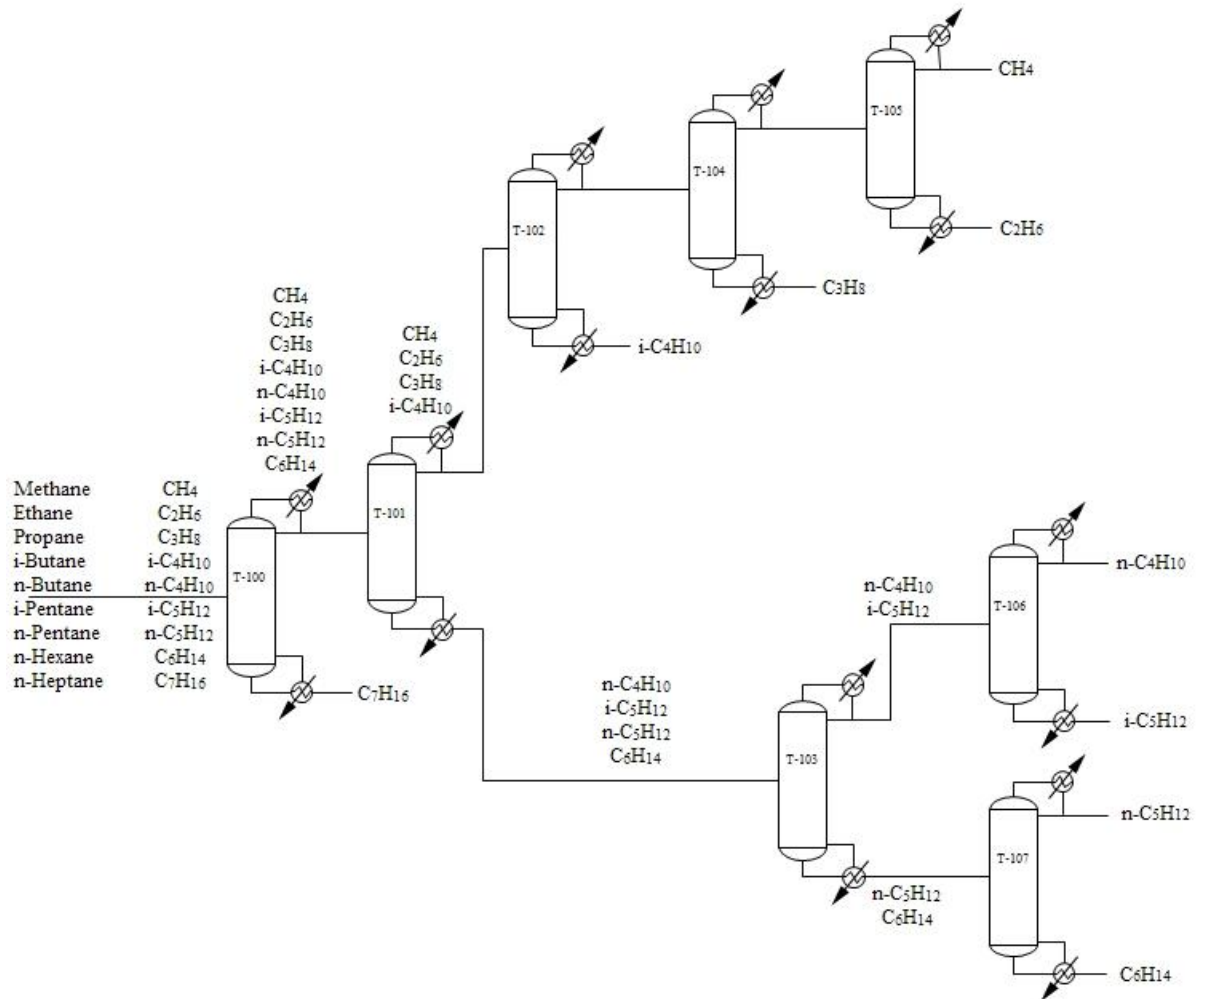 CH4
T-105
C2H6
T-104
C3H8
T-102
i-C4H10
CH4
C2H6
C3H8
i-C4H10
n-C4H10
i-C5H12
n-C5H12
C6H14
CH4
C2H6
C3H8
i-C4H10
T-101
Methane CH4
Ethane C2H6
Propane C3H8
i-Butane i-C4H10
n-Butane n-C4H10
i-Pentane i-C5H12
n-Pentane n-C5H12
n-Hexane C6H14
n-Heptane C7H16
T-100
C7H16
n-C4H10
i-C5H12
n-C5H12
C6H14
T-103
n-C4H10
i-C5H12
T-106
n-C4H10
i-C5H12
n-C5H12
C6H14
T-107
n-C5H12
C6H14